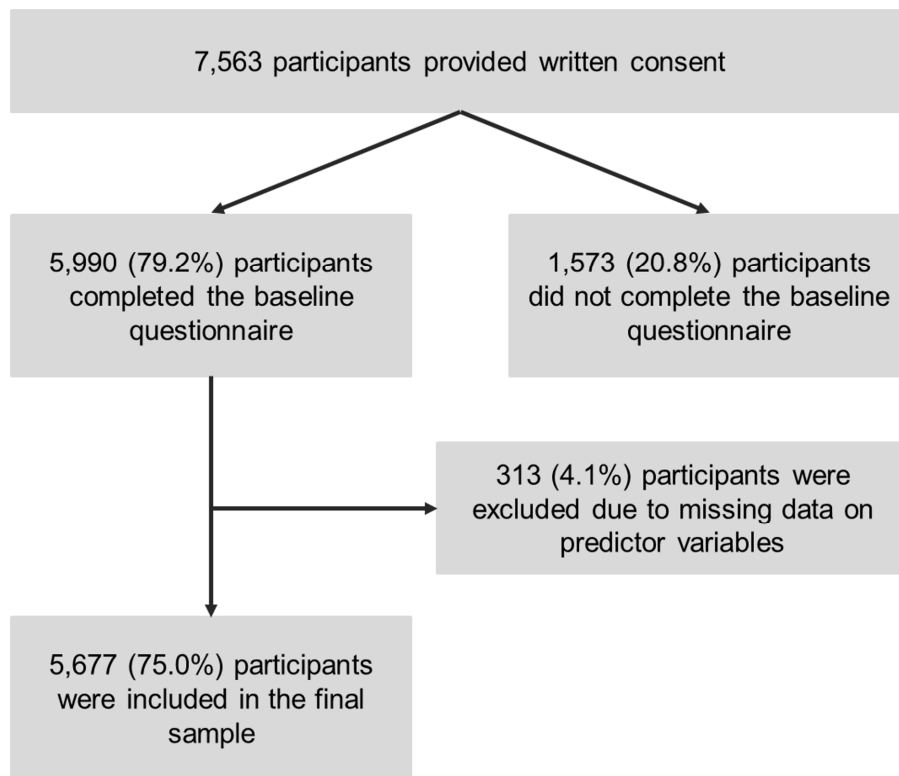 7,563 participants provided written consent
5,990 (79.2%) participants
completed the baseline
questionnaire
1,573 (20.8%) participants
did not complete the baseline
questionnaire
313 (4.1%) participants were
excluded due to missing data on
predictor variables
5,677 (75.0%) participants
were included in the final
sample